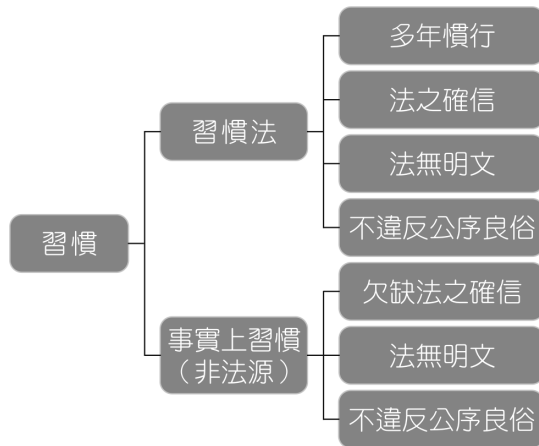 習慣
習慣法
多年慣行
法之確信
法無明文
不違反公序良俗
事實上習慣
（非法源）
欠缺法之確信
法無明文
不違反公序良俗